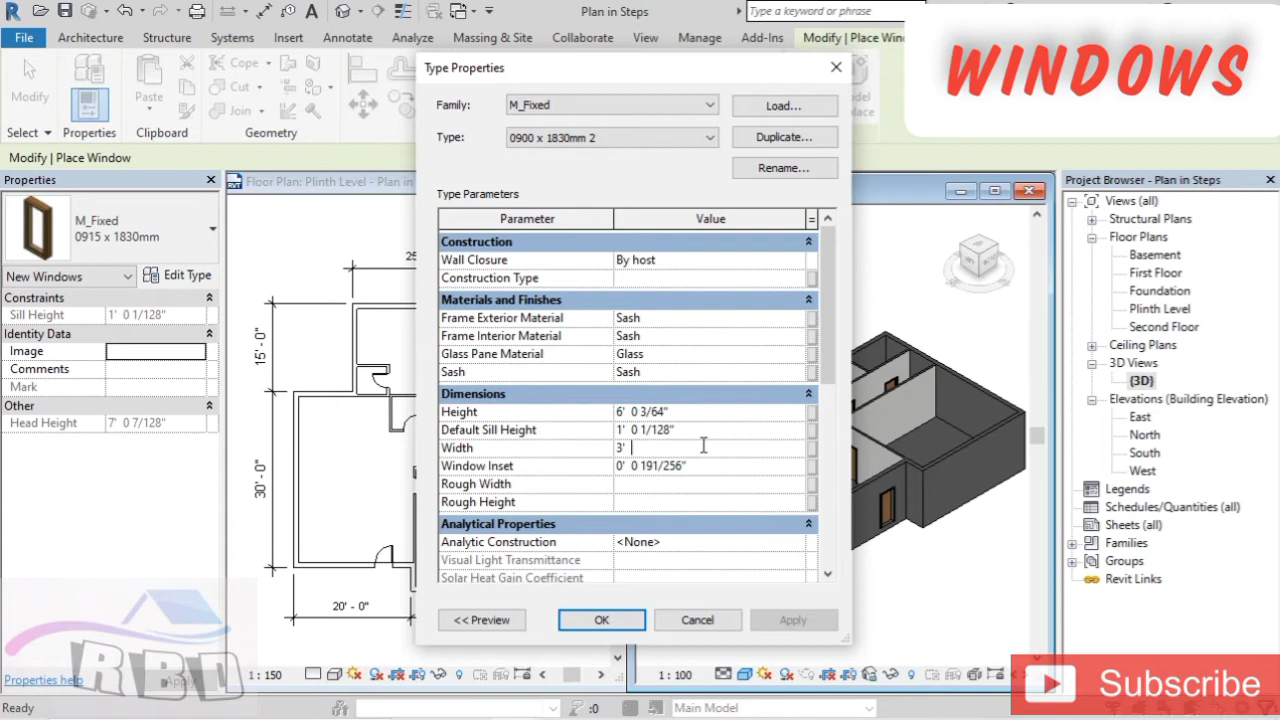 Plan in Steps
Type a keyword or phrase
WINDOWS
File Architecture Structure Systems Insert Annotate Analyze Massing & Site Collaborate View Manage Add-Ins Modify | Place Win
Modify
Select
Properties
Paste
Clipboard
Cope
Cut
Join
Geometry
Modify | Place Window
Properties
M_Fixed
0915 x 1830mm
New Windows
Edit Type
Constraints
Sill Height 1' 0 1/128"
Identity Data
Image
Comments
Mark
Other
Head Height 7' 0 7/128"
Properties help
Apply
RBD
Floor Plan: Plinth Level - Plan in
15' - 0"
30' - 0"
20' - 0"
1 : 150
Type Properties
Family: M_Fixed Load...
Type: 0900 x 1830mm 2 Duplicate...
Rename...
Type Parameters
Parameter Value =
Construction
Wall Closure By host
Construction Type
Materials and Finishes
Frame Exterior Material Sash
Frame Interior Material Sash
Glass Pane Material Glass
Sash Sash
Dimensions
Height 6' 0 3/64"
Default Sill Height 1' 0 1/128"
Width 3'
Window Inset 0' 0 191/256"
Rough Width
Rough Height
Analytical Properties
Analytic Construction <None>
Visual Light Transmittance
Solar Heat Gain Coefficient
<< Preview OK Cancel Apply
1 : 100
Project Browser - Plan in Steps
Views (all)
Structural Plans
Floor Plans
Basement
First Floor
Foundation
Plinth Level
Second Floor
Ceiling Plans
3D Views
{3D}
Elevations (Building Elevation)
East
North
South
West
Legends
Schedules/Quantities (all)
Sheets (all)
Families
Groups
Revit Links
Subscribe
Ready
:0
Main Model